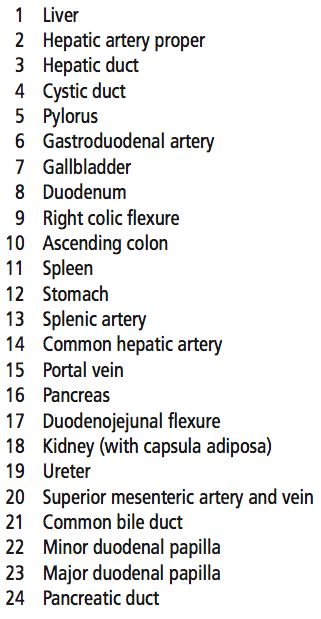 1 Liver
2 Hepatic artery proper
3 Hepatic duct
4 Cystic duct
5 Pylorus
6 Gastroduodenal artery
7 Gallbladder
8 Duodenum
9 Right colic flexure
10 Ascending colon
11 Spleen
12 Stomach
13 Splenic artery
14 Common hepatic artery
15 Portal vein
16 Pancreas
17 Duodenojejunal flexure
18 Kidney (with capsula adiposa)
19 Ureter
20 Superior mesenteric artery and vein
21 Common bile duct
22 Minor duodenal papilla
23 Major duodenal papilla
24 Pancreatic duct